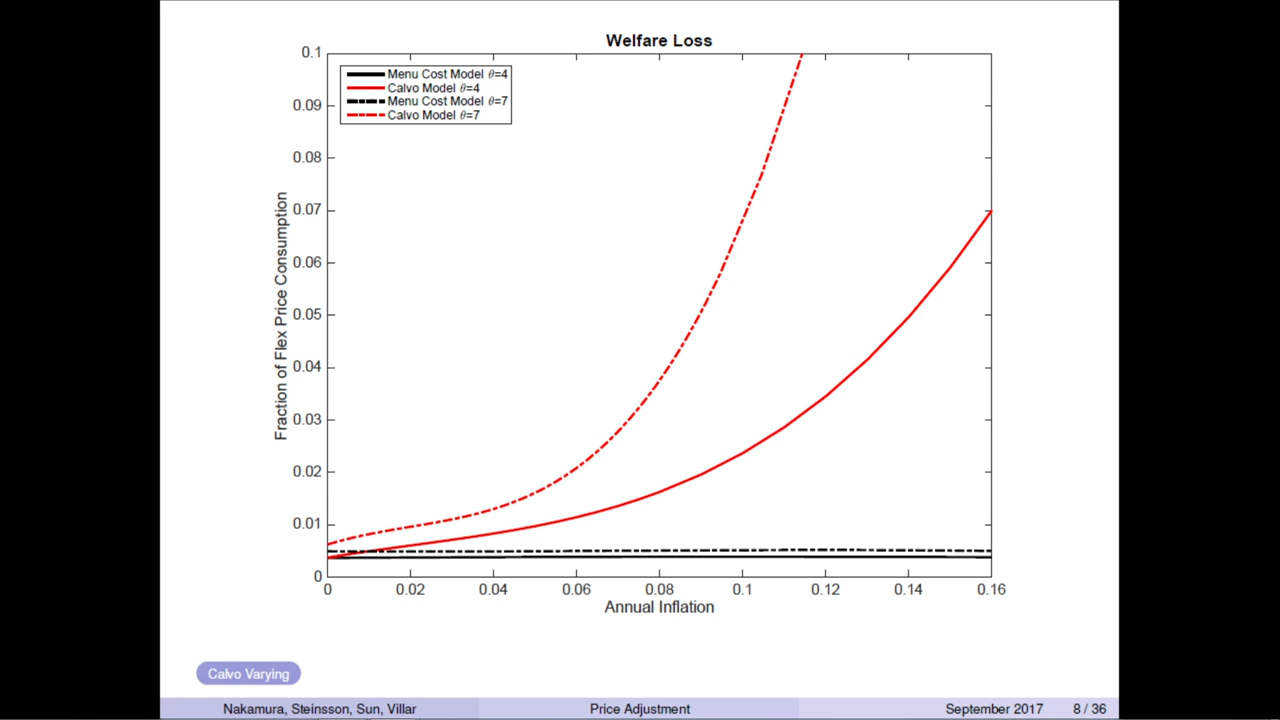 Welfare Loss
Menu Cost Model θ=4
Calvo Model θ=4
Menu Cost Model θ=7
Calvo Model θ=7
0.1
0.09
0.08
0.07
0.06
0.05
0.04
0.03
0.02
0.01
0
Fraction of Flex Price Consumption
0 0.02 0.04 0.06 0.08 0.1 0.12 0.14 0.16
Annual Inflation
Calvo Varying
Nakamura, Steinsson, Sun, Villar Price Adjustment September 2017 8 / 36